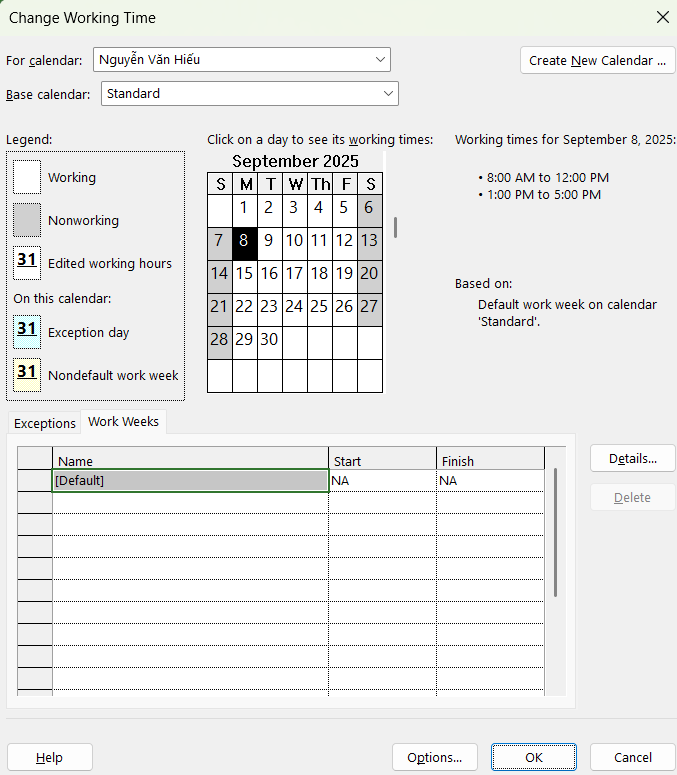 Change Working Time
For calendar: Nguyễn Văn Hiếu
Create New Calendar ...
Base calendar: Standard
Legend:
Click on a day to see its working times:
Working times for September 8, 2025:
Working
Nonworking
31 Edited working hours
On this calendar:
31 Exception day
31 Nondefault work week
September 2025
S M T W Th F S
1 2 3 4 5 6
7 8 9 10 11 12 13
14 15 16 17 18 19 20
21 22 23 24 25 26 27
28 29 30
• 8:00 AM to 12:00 PM
• 1:00 PM to 5:00 PM
Based on:
Default work week on calendar
'Standard'.
Exceptions Work Weeks
Name Start Finish
[Default] NA NA
Details...
Delete
Help Options... OK Cancel